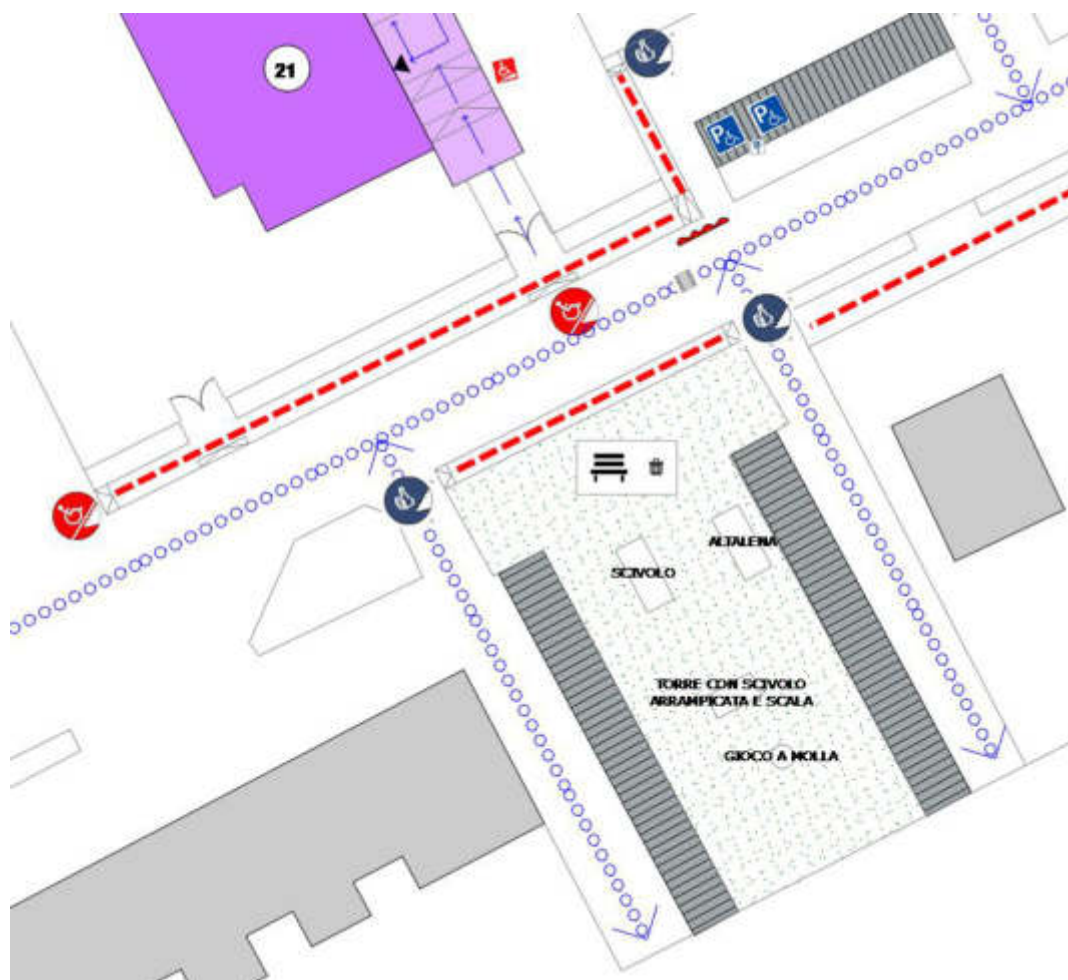 21
P
P
ALTALENA
SCIVOLO
TORRE CON SCIVOLO
ARRAMPICATA E SCALA
GIOCO A MOLLA